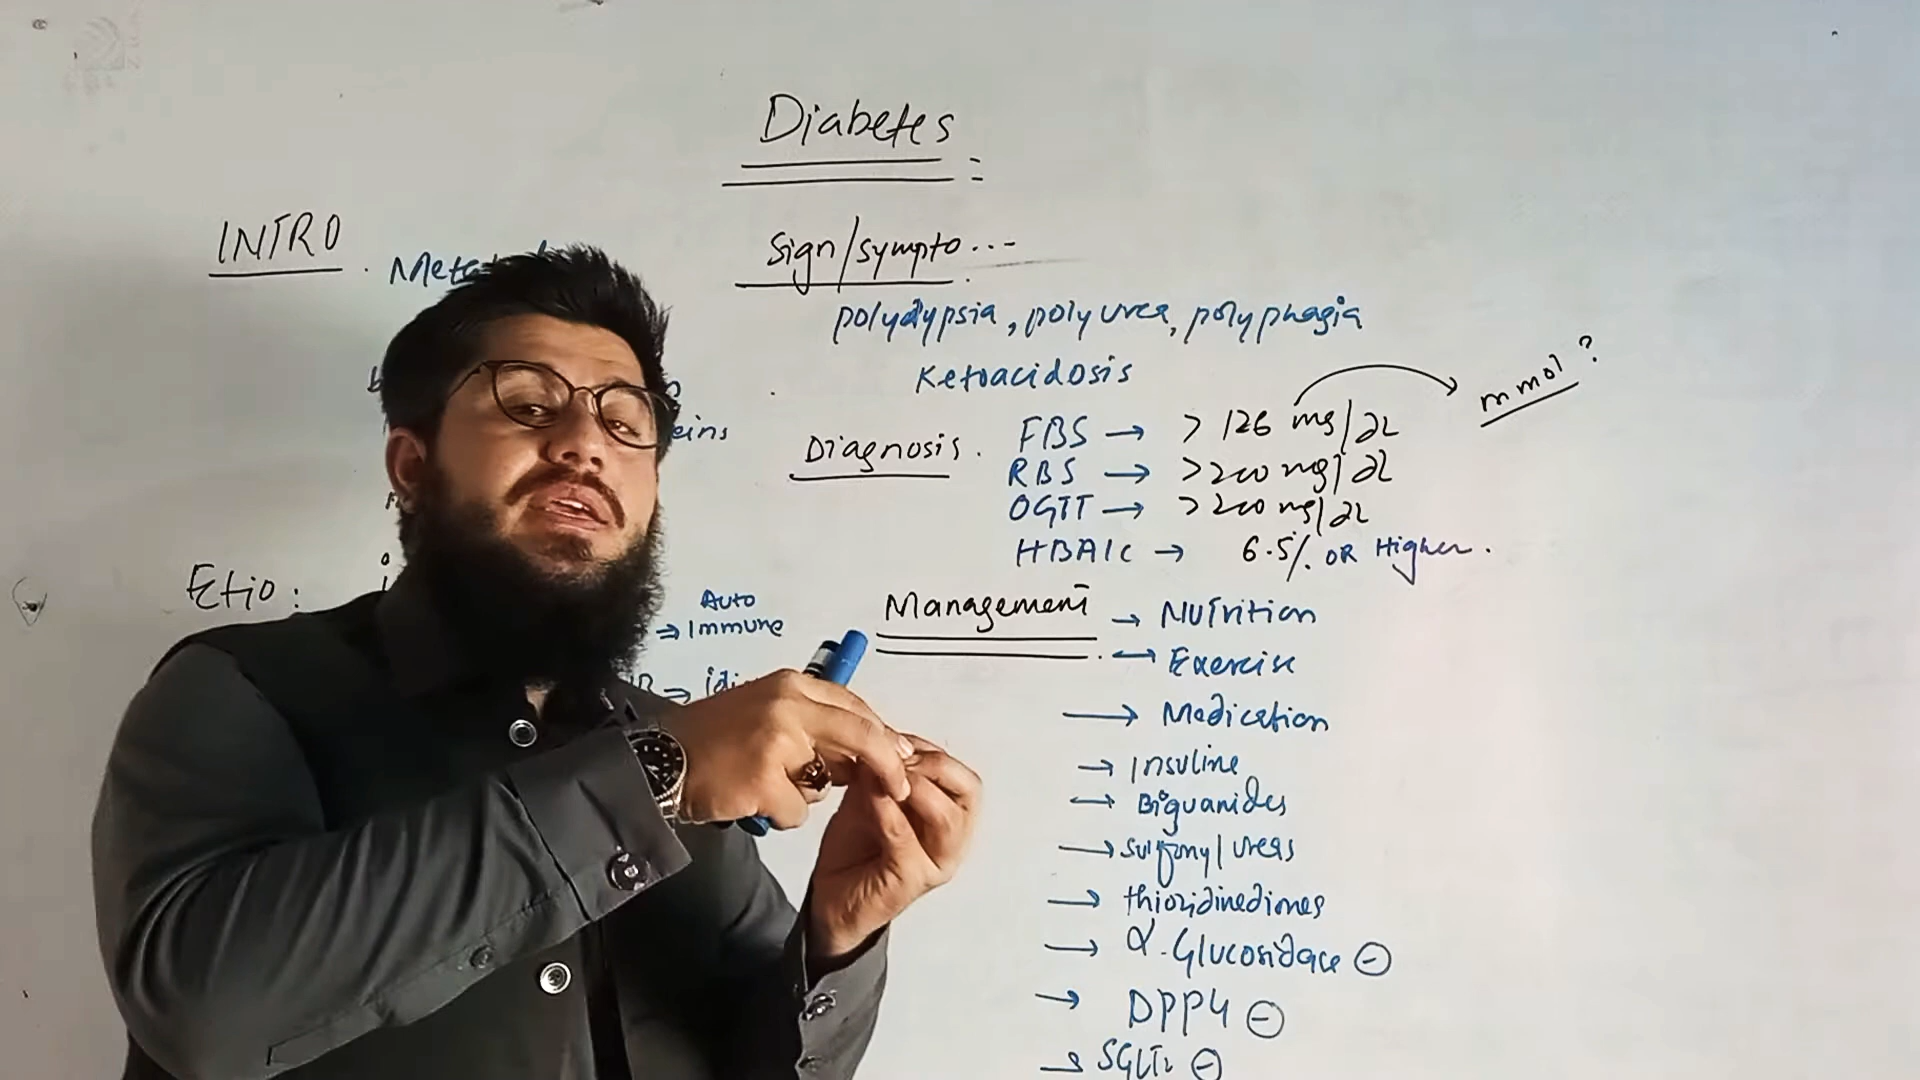 Diabetes
INTRO
Sign/sympto...
polydypsia, polyurea, polyphagia
Ketoacidosis
mmol?
Diagnosis.
FBS → > 126 mg/dL
RBS → >200 mg/dL
OGTT → >200 mg/dL
HBA1C → 6.5% OR Higher.
eins
Etio:
Auto
⇒ Immune
Management
→ Nutrition
→ Exercise
→ Medication
→ Insuline
→ Biguanides
→ sulfonylureas
→ thiozidinediones
→ α-Glucosidace ⊖
→ DPP4 ⊖
→ SGLT2 ⊖